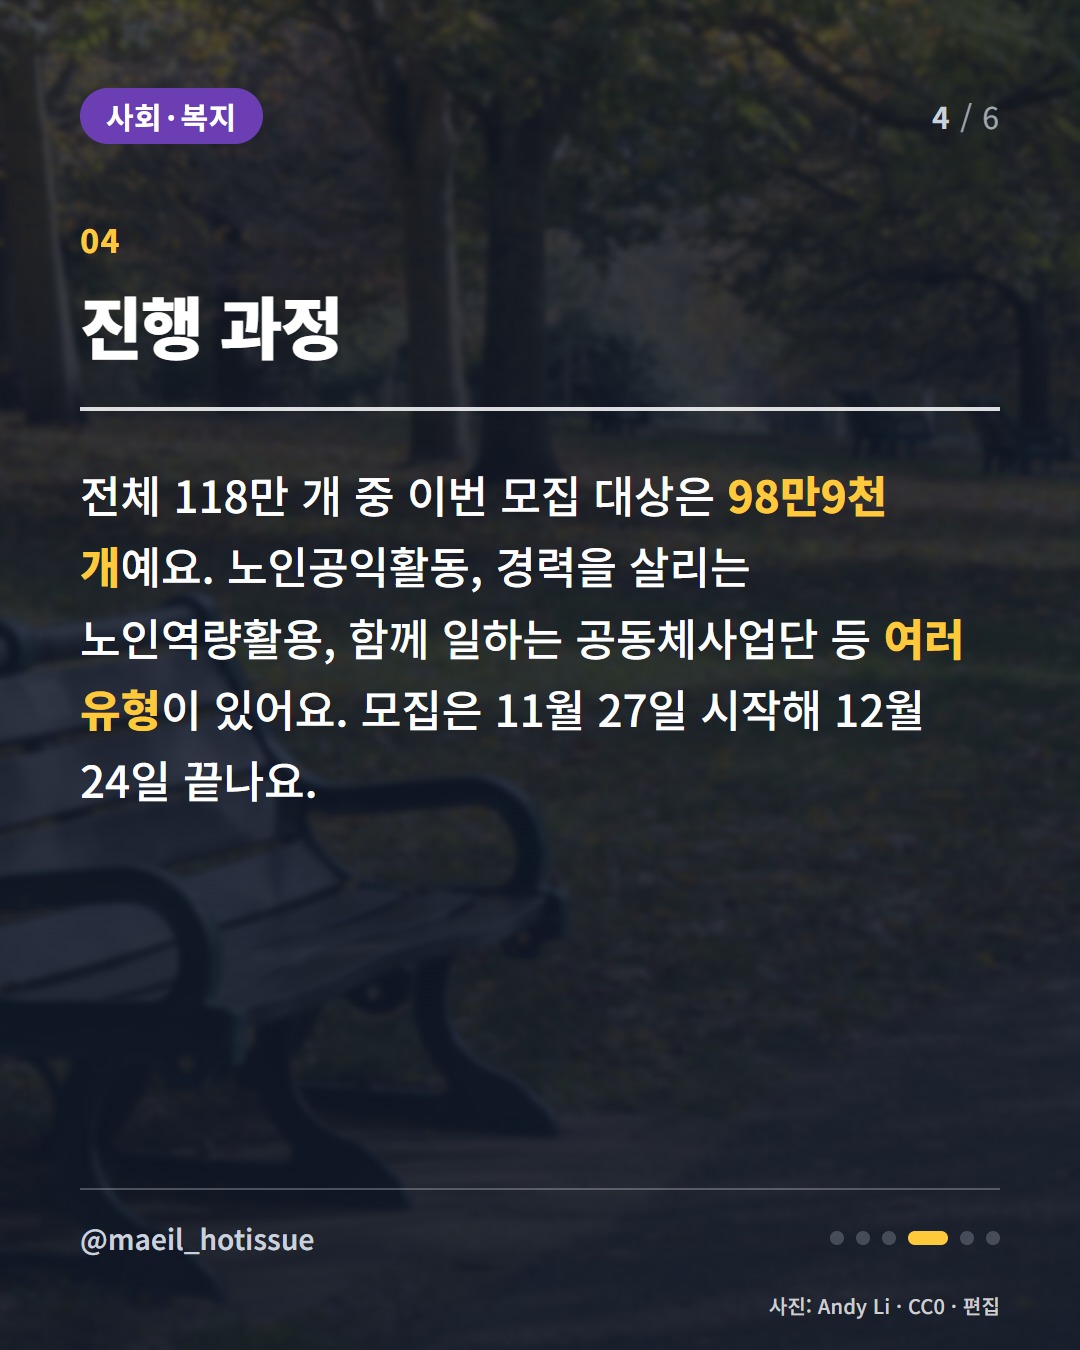 사회·복지
4 / 6
04
진행 과정
전체 118만 개 중 이번 모집 대상은 98만9천
개예요. 노인공익활동, 경력을 살리는
노인역량활용, 함께 일하는 공동체사업단 등 여러
유형이 있어요. 모집은 11월 27일 시작해 12월
24일 끝나요.
@maeil_hotissue
사진: Andy Li · CC0 · 편집